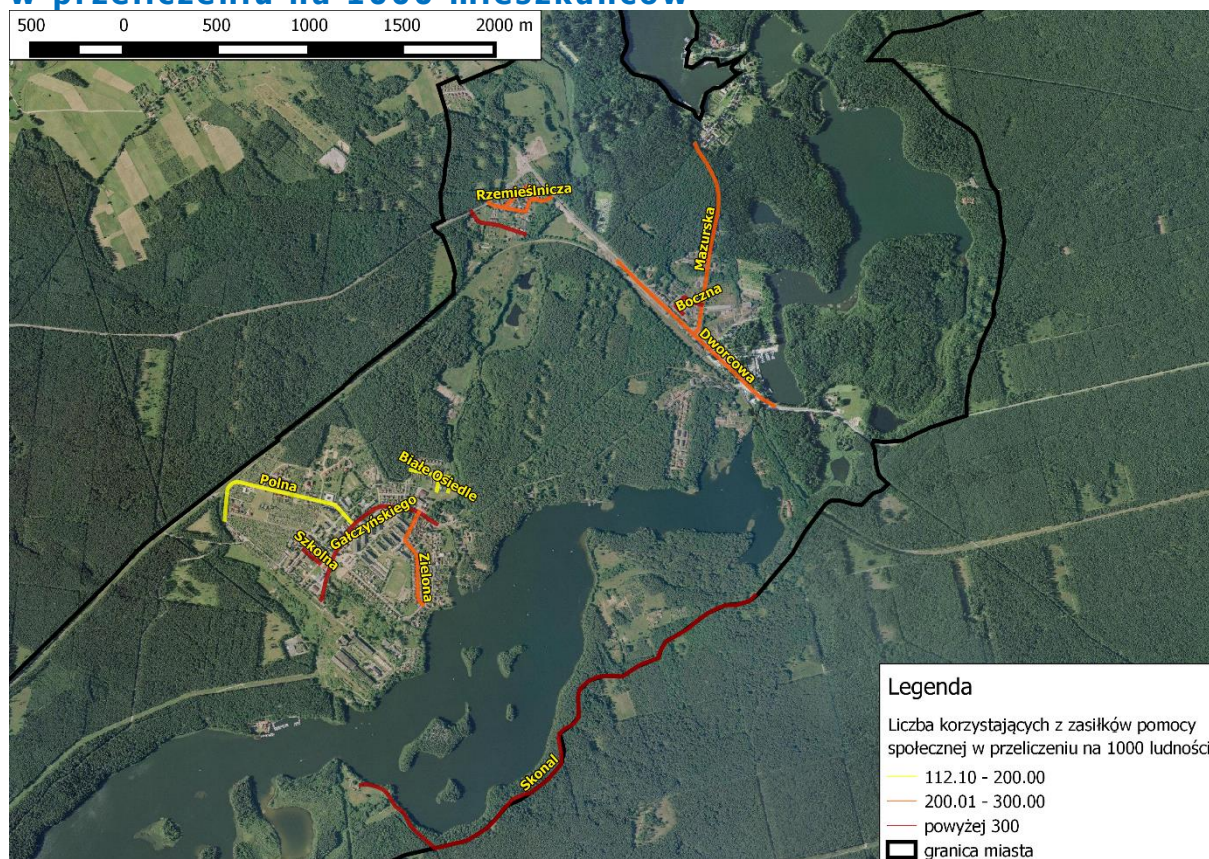 w przeliczeniu na 1000 mieszkańców
500 0 500 1000 1500 2000 m
Rzemieślnicza
Mazurska
Boczna
Dworcowa
Białe Osiedle
Polna
Gałczyńskiego
Szkolna
Zielona
Skonal
Legenda
Liczba korzystających z zasiłków pomocy
społecznej w przeliczeniu na 1000 ludności
112.10 - 200.00
200.01 - 300.00
powyżej 300
granica miasta